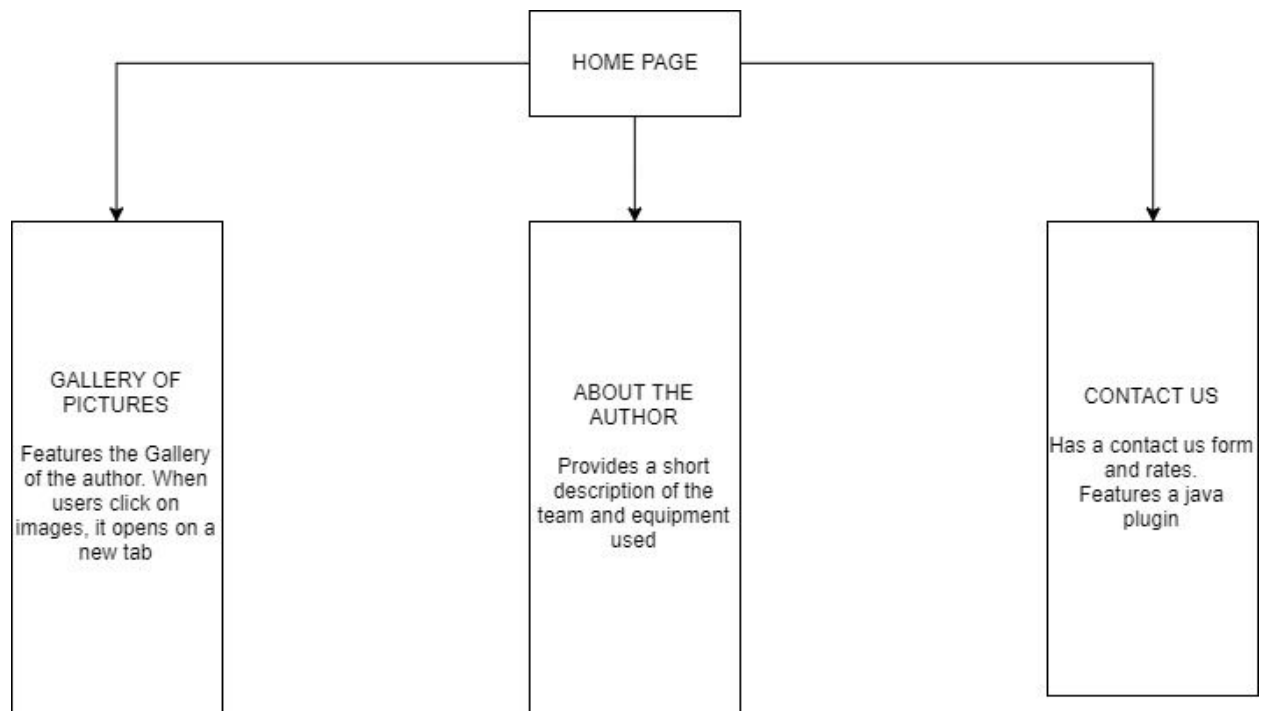 HOME PAGE
GALLERY OF
PICTURES
Features the Gallery
of the author. When
users click on
images, it opens on a
new tab
ABOUT THE
AUTHOR
Provides a short
description of the
team and equipment
used
CONTACT US
Has a contact us form
and rates.
Features a java
plugin